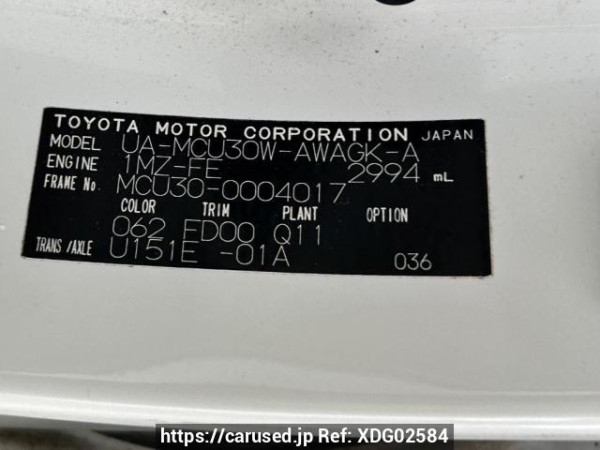 TOYOTA MOTOR CORPORATION JAPAN
MODEL UA-MCU30W-AWAGK-A
ENGINE 1MZ-FE 2994 mL
FRAME No. MCU30-0004017
COLOR TRIM PLANT OPTION
062 FD00 Q11
TRANS/AXLE U151E -01A 036
https://carused.jp Ref: XDG02584